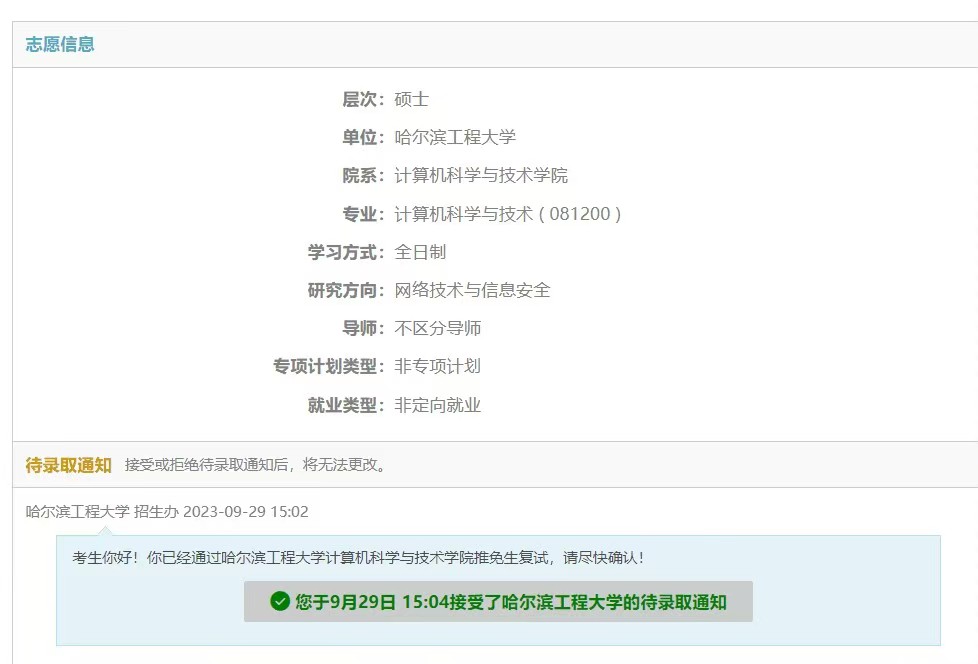 志愿信息
层次：硕士
单位：哈尔滨工程大学
院系：计算机科学与技术学院
专业：计算机科学与技术 ( 081200 )
学习方式：全日制
研究方向：网络技术与信息安全
导师：不区分导师
专项计划类型：非专项计划
就业类型：非定向就业
待录取通知 接受或拒绝待录取通知后，将无法更改。
哈尔滨工程大学 招生办 2023-09-29 15:02
考生你好！你已经通过哈尔滨工程大学计算机科学与技术学院推免生复试，请尽快确认！
您于9月29日 15:04接受了哈尔滨工程大学的待录取通知